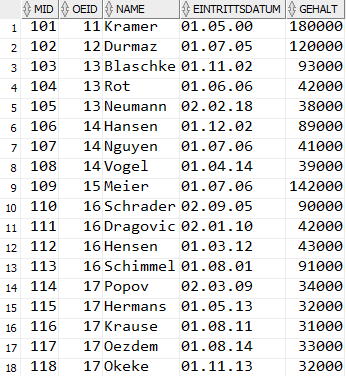 MID OEID NAME EINTRITTSDATUM GEHALT
1 101 11 Kramer 01.05.00 180000
2 102 12 Durmaz 01.07.05 120000
3 103 13 Blaschke 01.11.02 93000
4 104 13 Rot 01.06.06 42000
5 105 13 Neumann 02.02.18 38000
6 106 14 Hansen 01.12.02 89000
7 107 14 Nguyen 01.07.06 41000
8 108 14 Vogel 01.04.14 39000
9 109 15 Meier 01.07.06 142000
10 110 16 Schrader 02.09.05 90000
11 111 16 Dragovic 02.01.10 42000
12 112 16 Hensen 01.03.12 43000
13 113 16 Schimmel 01.08.01 91000
14 114 17 Popov 02.03.09 34000
15 115 17 Hermans 01.05.13 32000
16 116 17 Krause 01.08.11 31000
17 117 17 Oezdem 01.08.14 33000
18 118 17 Okeke 01.11.13 32000